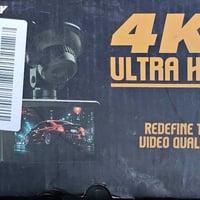 4K
ULTRA H
REDEFINE T
VIDEO QUAL